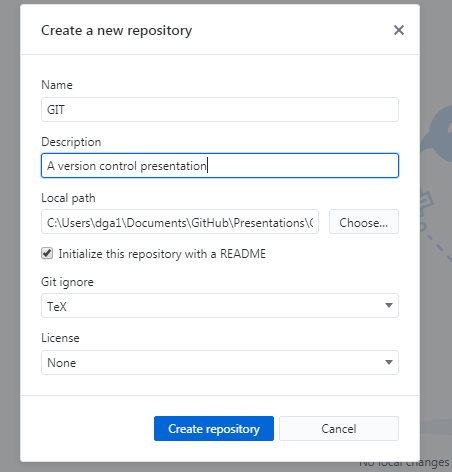 Create a new repository
Name
GIT
Description
A version control presentation
Local path
C:\Users\dga1\Documents\GitHub\Presentations\
Choose...
Initialize this repository with a README
Git ignore
TeX
License
None
Create repository
Cancel
No local changes